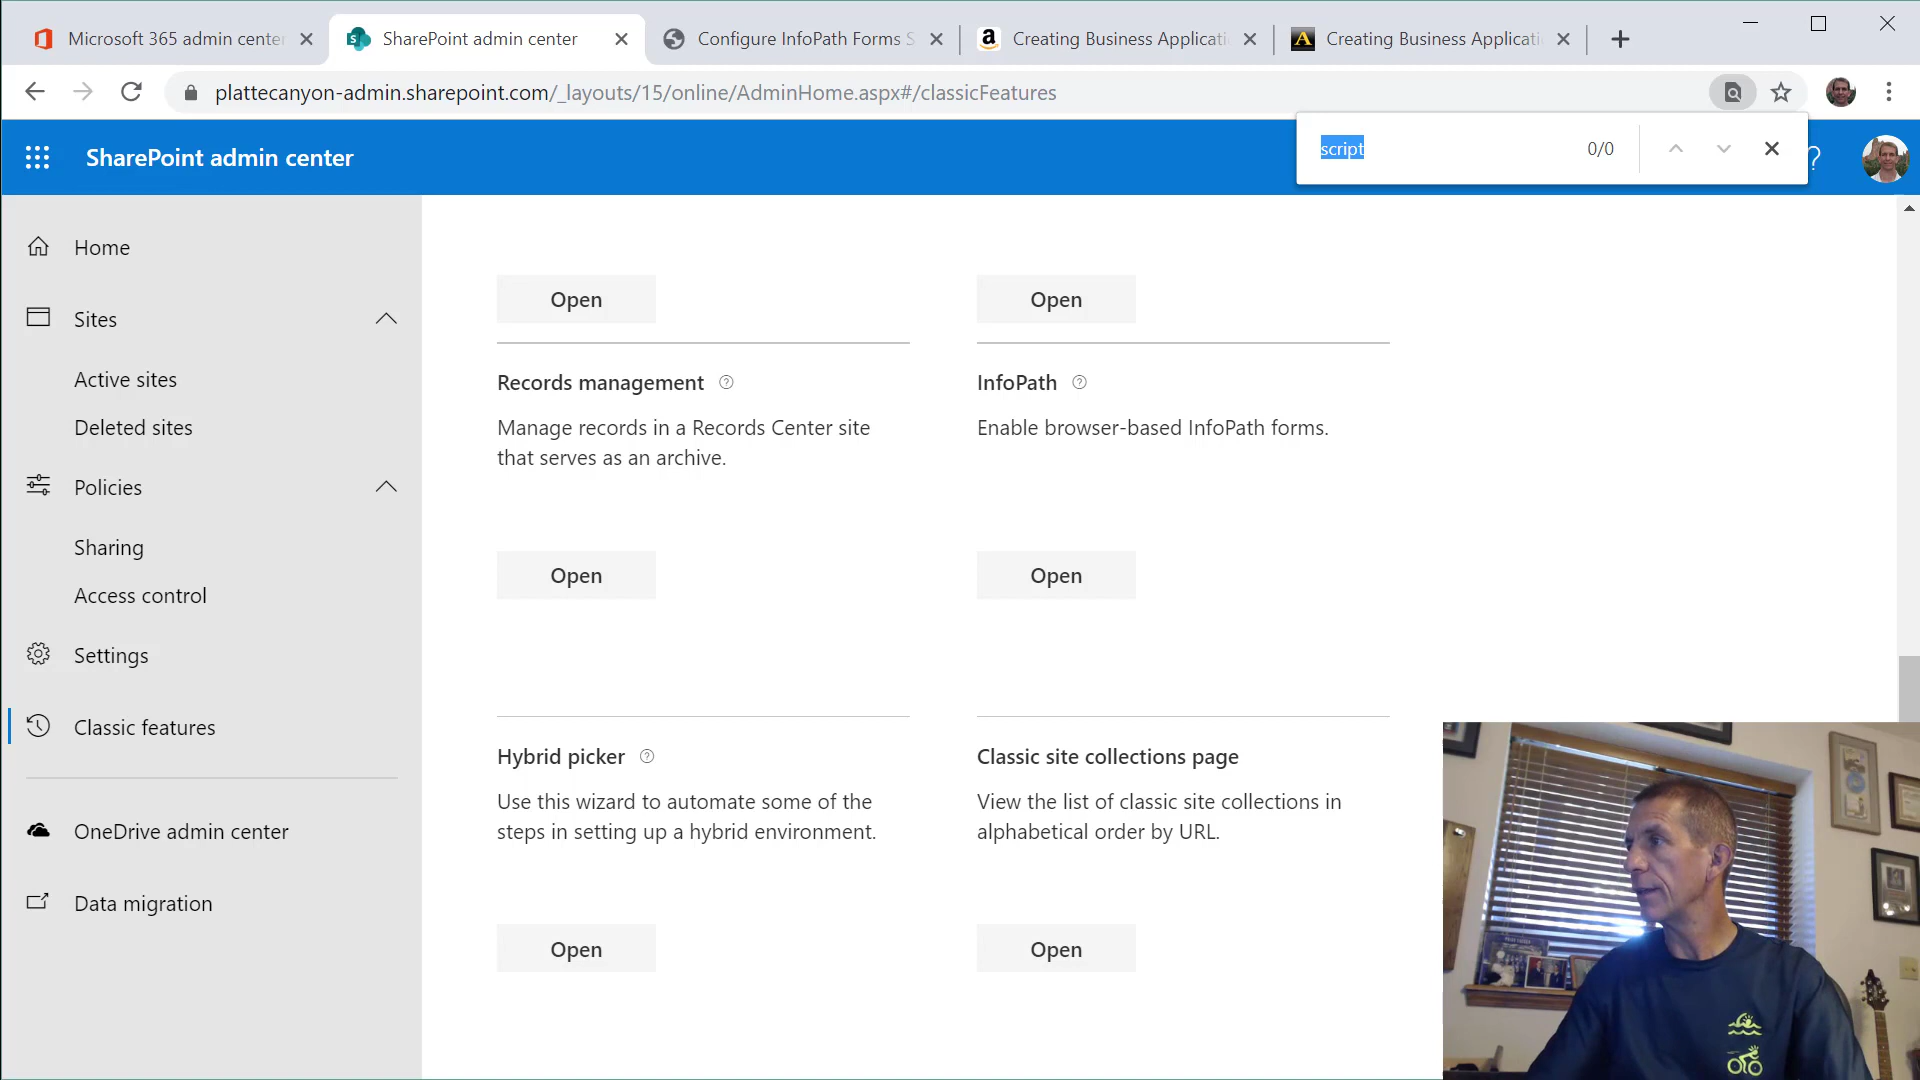 Microsoft 365 admin center
SharePoint admin center
Configure InfoPath Forms S
Creating Business Applicati
Creating Business Applicati
plattecanyon-admin.sharepoint.com/_layouts/15/online/AdminHome.aspx#/classicFeatures
script
0/0
SharePoint admin center
?
Home
Sites
Active sites
Deleted sites
Policies
Sharing
Access control
Settings
Classic features
OneDrive admin center
Data migration
Open
Open
Records management
Manage records in a Records Center site
that serves as an archive.
Open
InfoPath
Enable browser-based InfoPath forms.
Open
Hybrid picker
Use this wizard to automate some of the
steps in setting up a hybrid environment.
Open
Classic site collections page
View the list of classic site collections in
alphabetical order by URL.
Open